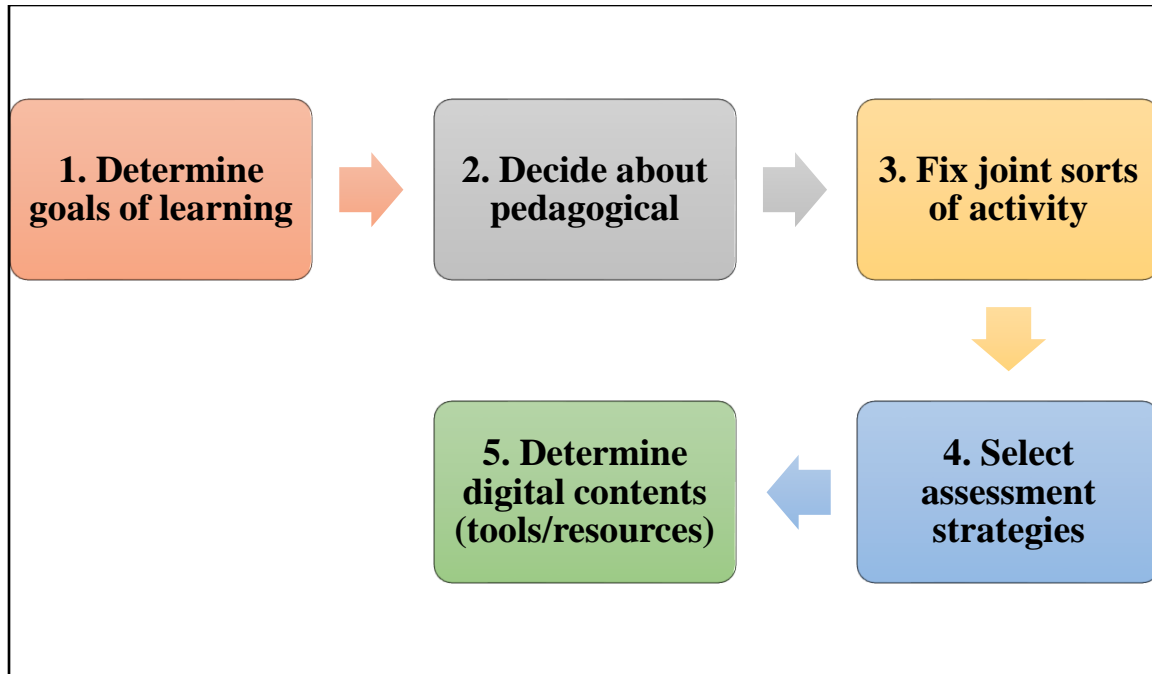 1. Determine
goals of learning
2. Decide about
pedagogical
3. Fix joint sorts
of activity
4. Select
assessment
strategies
5. Determine
digital contents
(tools/resources)